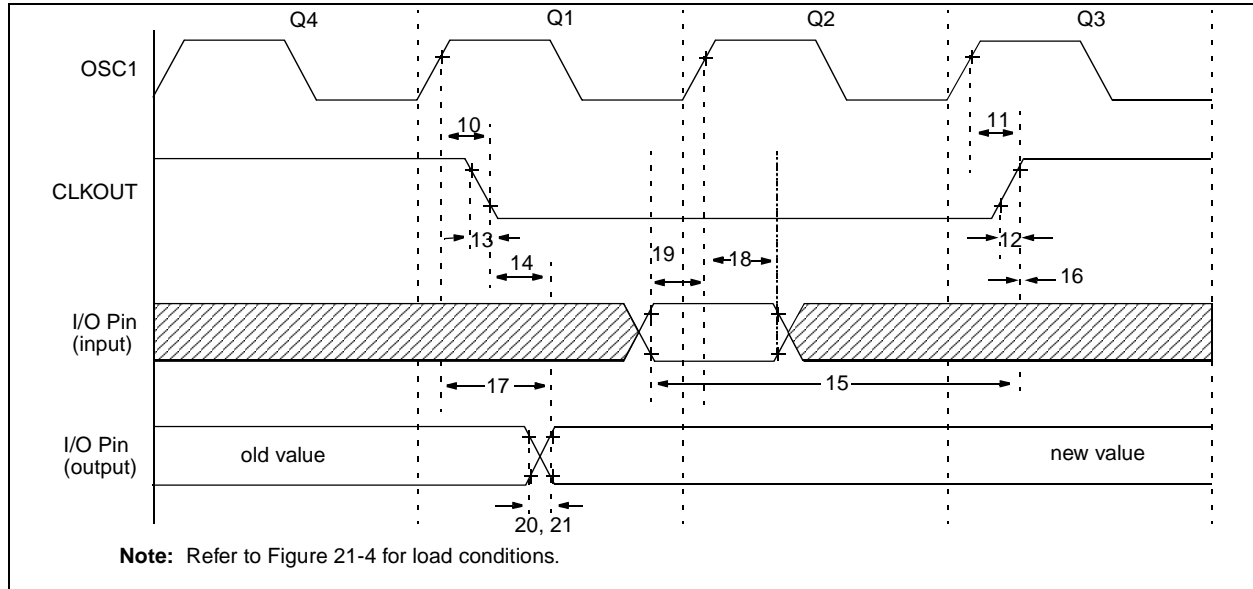 Q4 Q1 Q2 Q3
OSC1
10 11
CLKOUT
13 12
14 19 18 16
I/O Pin
(input)
17 15
I/O Pin
(output)
old value new value
20, 21
Note: Refer to Figure 21-4 for load conditions.